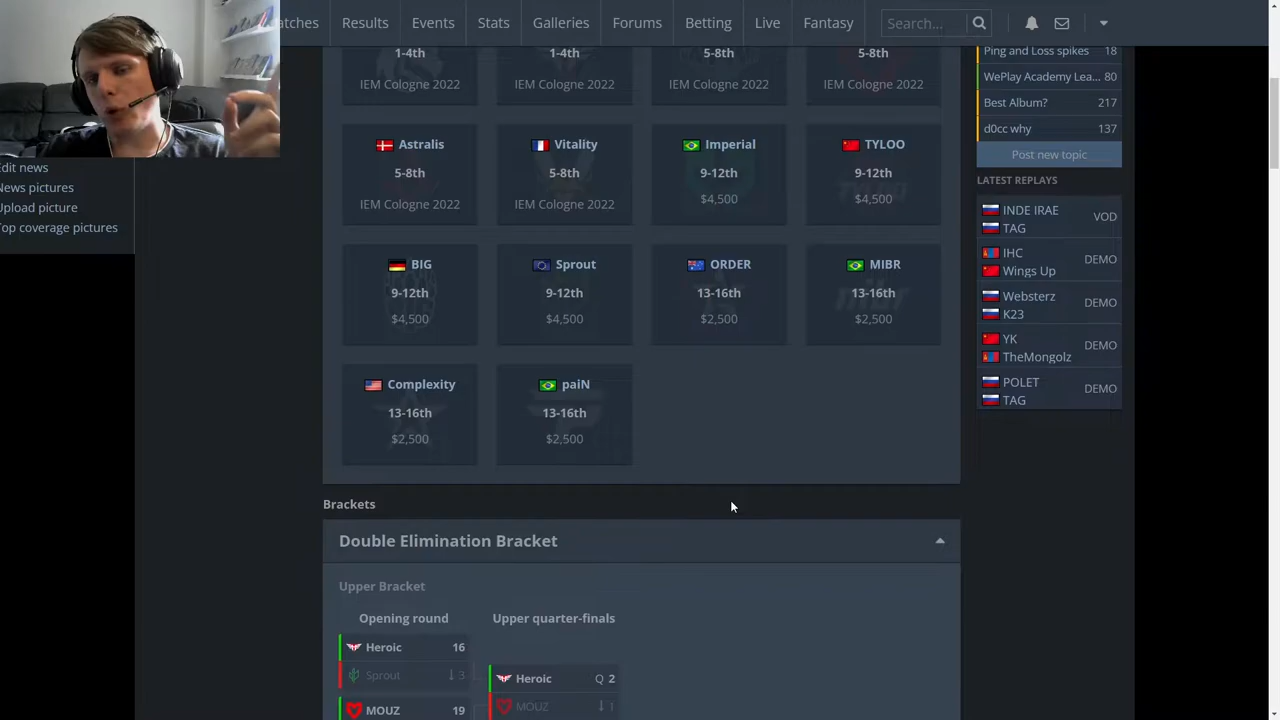 atches Results Events Stats Galleries Forums Betting Live Fantasy Search...
1-4th 1-4th 5-8th 5-8th
IEM Cologne 2022 IEM Cologne 2022 IEM Cologne 2022 IEM Cologne 2022
Astralis Vitality Imperial TYLOO
5-8th 5-8th 9-12th 9-12th
IEM Cologne 2022 IEM Cologne 2022 $4,500 $4,500
BIG Sprout ORDER MIBR
9-12th 9-12th 13-16th 13-16th
$4,500 $4,500 $2,500 $2,500
Complexity paiN
13-16th 13-16th
$2,500 $2,500
Brackets
Double Elimination Bracket
Upper Bracket
Opening round Upper quarter-finals
Heroic 16
Sprout 3
Heroic Q 2
MOUZ 1
MOUZ 19
dit news
News pictures
Upload picture
op coverage pictures
Ping and Loss spikes 18
WePlay Academy Lea... 80
Best Album? 217
d0cc why 137
Post new topic
LATEST REPLAYS
INDE IRAE
TAG VOD
IHC
Wings Up DEMO
Websterz
K23 DEMO
YK
TheMongolz DEMO
POLET
TAG DEMO